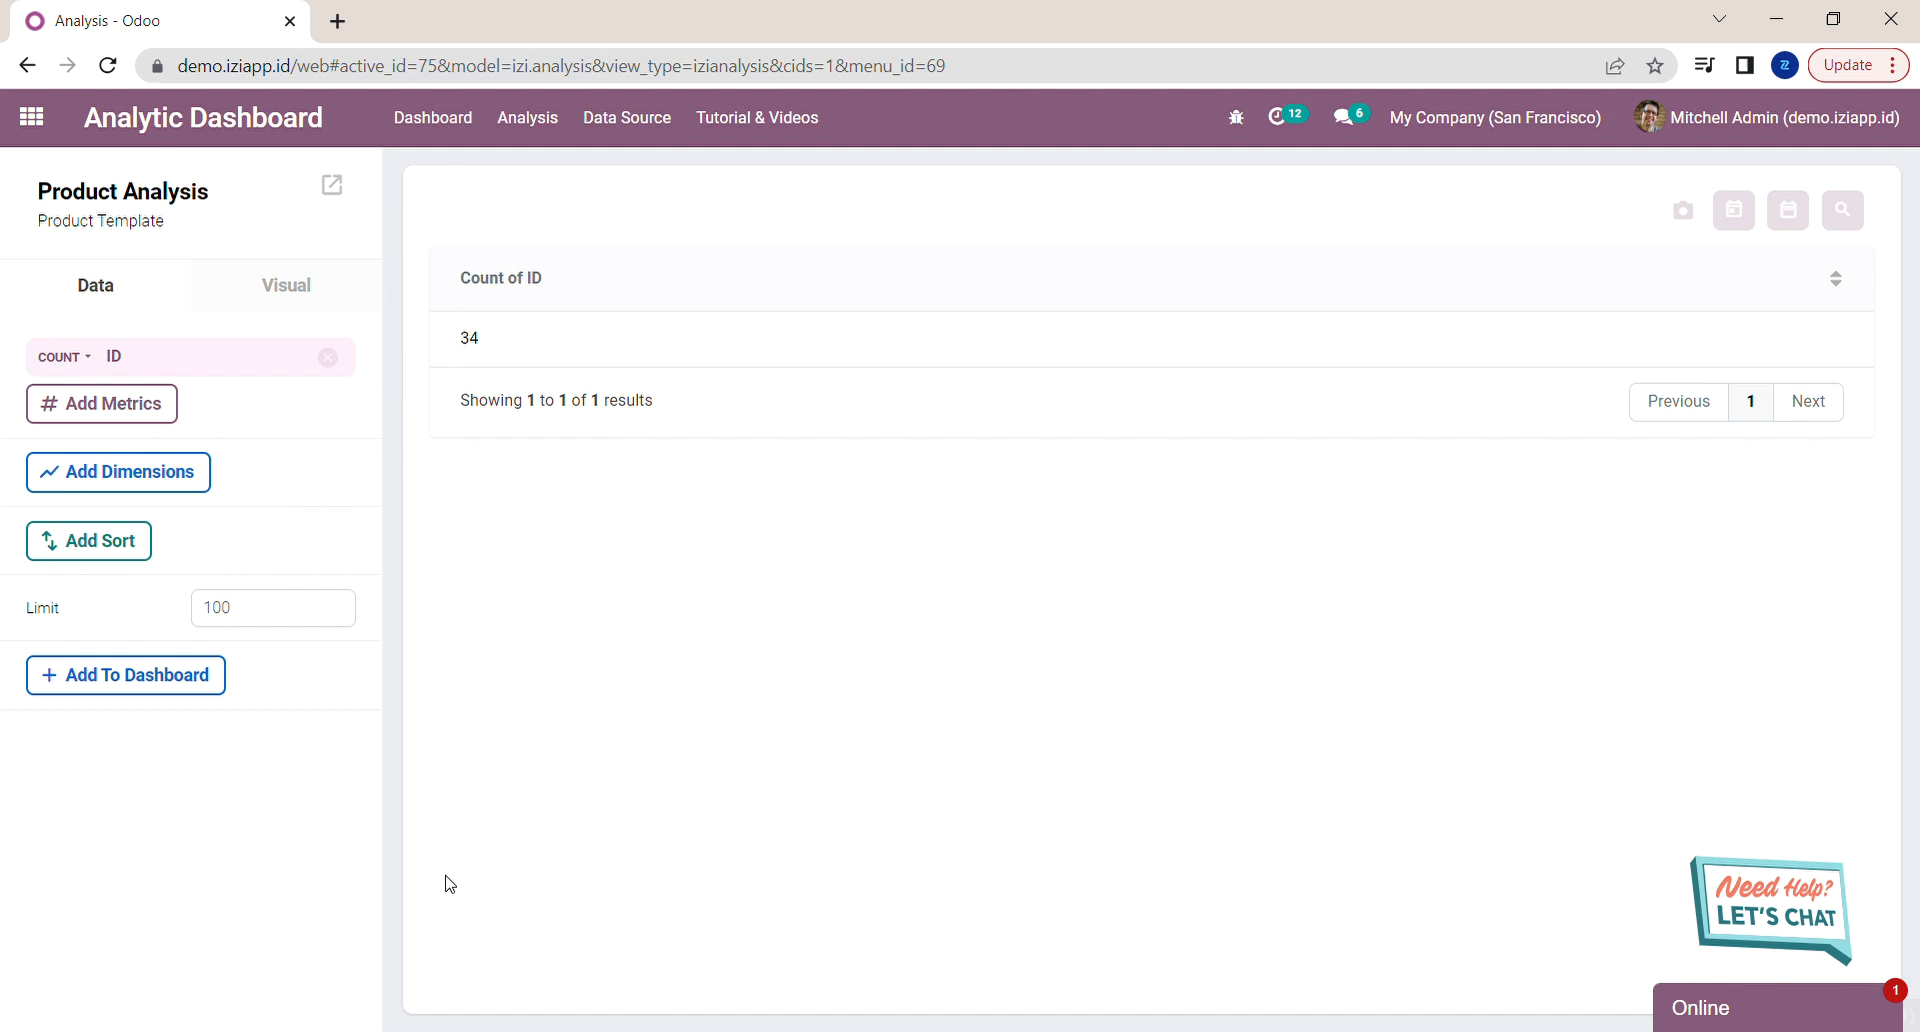 Analysis - Odoo
demo.iziapp.id/web#active_id=75&model=izi.analysis&view_type=izianalysis&cids=1&menu_id=69
Z
Update
Analytic Dashboard
Dashboard
Analysis
Data Source
Tutorial & Videos
12
6
My Company (San Francisco)
Mitchell Admin (demo.iziapp.id)
Product Analysis
Product Template
Data
Visual
COUNT
ID
# Add Metrics
Add Dimensions
Add Sort
Limit
100
+ Add To Dashboard
Count of ID
34
Showing 1 to 1 of 1 results
Previous
1
Next
Need Help?
LET'S CHAT
Online
1